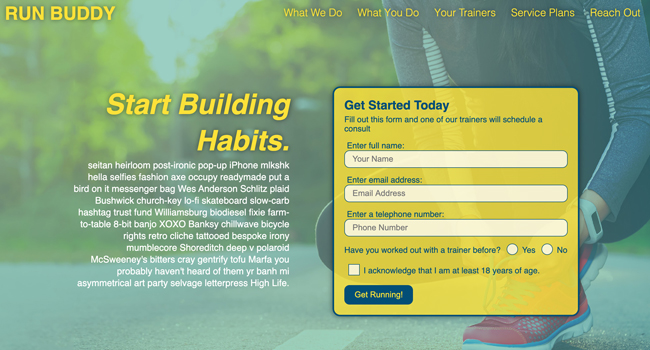 RUN BUDDY
What We Do
What You Do
Your Trainers
Service Plans
Reach Out
Start Building
Habits.
seitan heirloom post-ironic pop-up iPhone mlkshk
hella selfies fashion axe occupy readymade put a
bird on it messenger bag Wes Anderson Schlitz plaid
Bushwick church-key lo-fi skateboard slow-carb
hashtag trust fund Williamsburg biodiesel fixie farm-
to-table 8-bit banjo XOXO Banksy chillwave bicycle
rights retro cliche tattooed bespoke irony
mumblecore Shoreditch deep v polaroid
McSweeney's bitters cray gentrify tofu Marfa you
probably haven't heard of them yr banh mi
asymmetrical art party selvage letterpress High Life.
Get Started Today
Fill out this form and one of our trainers will schedule a
consult
Enter full name:
Your Name
Enter email address:
Email Address
Enter a telephone number:
Phone Number
Have you worked out with a trainer before? Yes No
I acknowledge that I am at least 18 years of age.
Get Running!